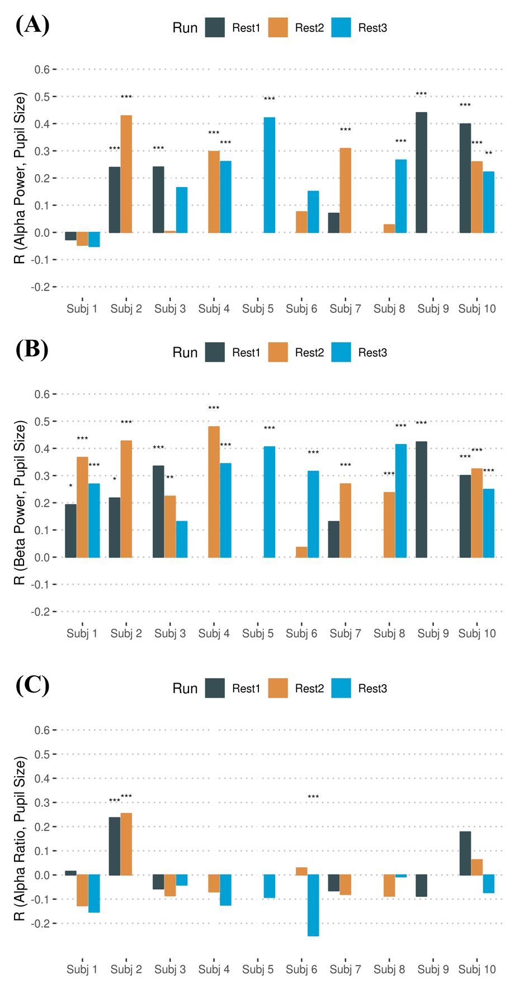 (A)
Run Rest1 Rest2 Rest3
R (Alpha Power, Pupil Size)
0.6
0.5
0.4
0.3
0.2
0.1
0.0
-0.1
-0.2
*** *** *** *** *** *** *** *** *** *** *** **
Subj 1 Subj 2 Subj 3 Subj 4 Subj 5 Subj 6 Subj 7 Subj 8 Subj 9 Subj 10
(B)
Run Rest1 Rest2 Rest3
R (Beta Power, Pupil Size)
0.6
0.5
0.4
0.3
0.2
0.1
0.0
-0.1
-0.2
* *** *** * *** *** ** *** *** *** *** *** *** *** *** *** *** ***
Subj 1 Subj 2 Subj 3 Subj 4 Subj 5 Subj 6 Subj 7 Subj 8 Subj 9 Subj 10
(C)
Run Rest1 Rest2 Rest3
R (Alpha Ratio, Pupil Size)
0.6
0.5
0.4
0.3
0.2
0.1
0.0
-0.1
-0.2
*** *** ***
Subj 1 Subj 2 Subj 3 Subj 4 Subj 5 Subj 6 Subj 7 Subj 8 Subj 9 Subj 10